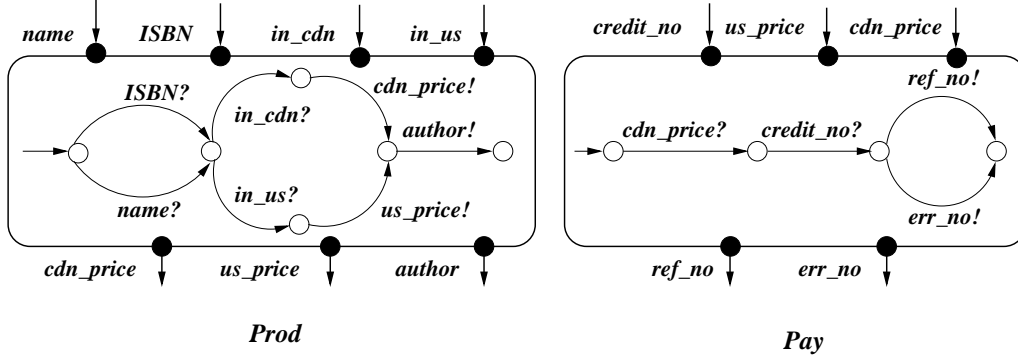 name ISBN in_cdn in_us
ISBN? in_cdn? cdn_price!
author!
name? in_us? us_price!
cdn_price us_price author
Prod
credit_no us_price cdn_price
ref_no!
cdn_price? credit_no?
err_no!
ref_no err_no
Pay